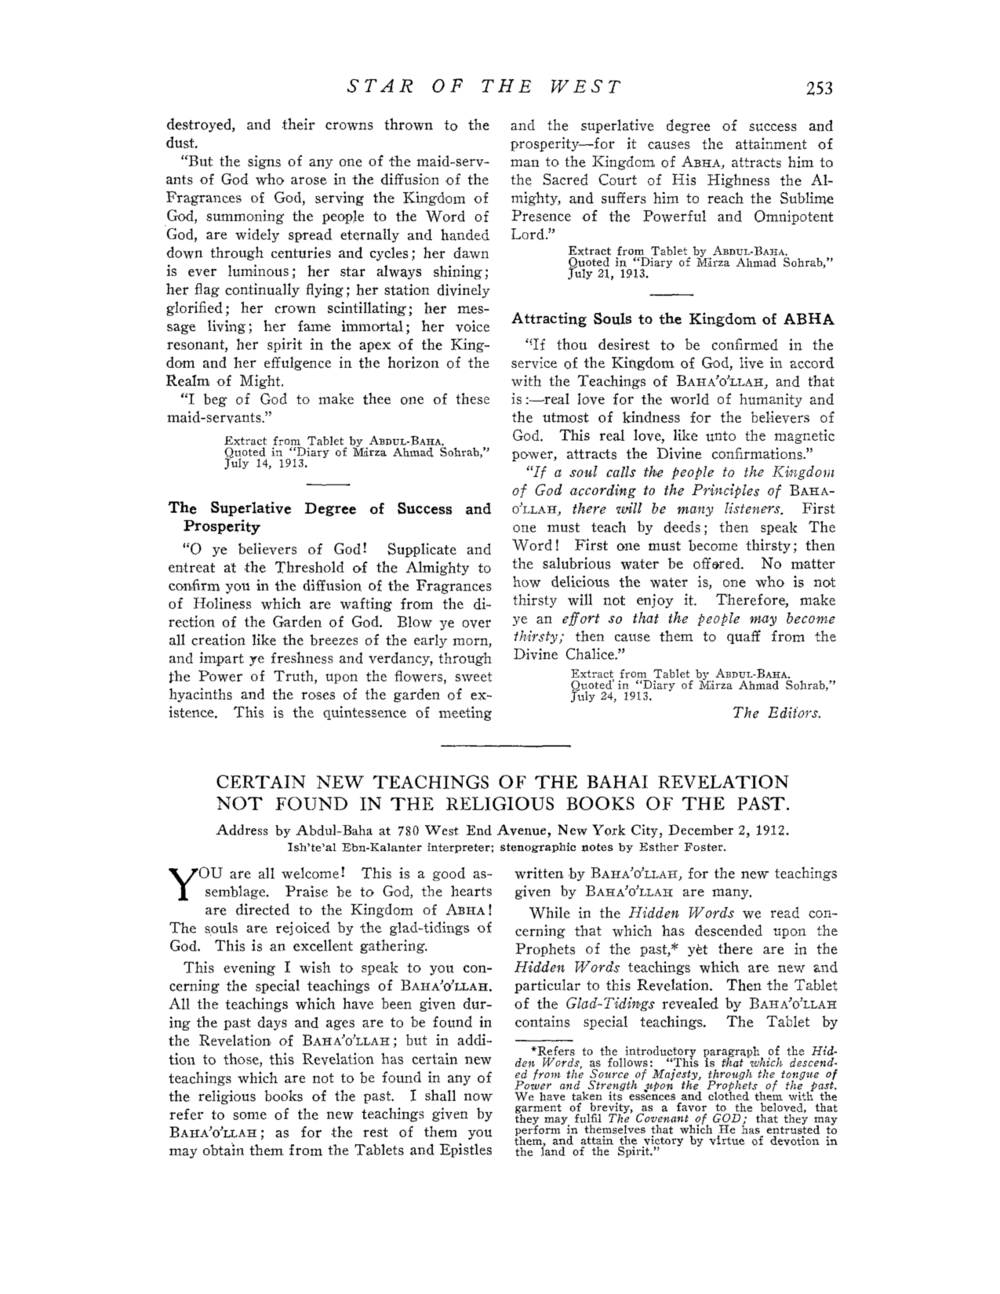 STAR OF THE WEST 253
destroyed, and their crowns thrown to the
dust.
"But the signs of any one of the maid-serv-
ants of God who arose in the diffusion of the
Fragrances of God, serving the Kingdom of
God, summoning the people to the Word of
God, are widely spread eternally and handed
down through centuries and cycles; her dawn
is ever luminous; her star always shining;
her flag continually flying; her station divinely
glorified; her crown scintillating; her mes-
sage living; her fame immortal; her voice
resonant, her spirit in the apex of the King-
dom and her effulgence in the horizon of the
Realm of Might.
"I beg of God to make thee one of these
maid-servants."
Extract from Tablet by ABDUL-BAHA.
Quoted in "Diary of Mirza Ahmad Sohrab,"
July 14, 1913.
The Superlative Degree of Success and
Prosperity
"O ye believers of God! Supplicate and
entreat at the Threshold of the Almighty to
confirm you in the diffusion of the Fragrances
of Holiness which are wafting from the di-
rection of the Garden of God. Blow ye over
all creation like the breezes of the early morn,
and impart ye freshness and verdancy, through
the Power of Truth, upon the flowers, sweet
hyacinths and the roses of the garden of ex-
istence. This is the quintessence of meeting
and the superlative degree of success and
prosperity—for it causes the attainment of
man to the Kingdom of ABHA, attracts him to
the Sacred Court of His Highness the Al-
mighty, and suffers him to reach the Sublime
Presence of the Powerful and Omnipotent
Lord."
Extract from Tablet by ABDUL-BAHA.
Quoted in "Diary of Mirza Ahmad Sohrab,"
July 21, 1913.
Attracting Souls to the Kingdom of ABHA
"If thou desirest to be confirmed in the
service of the Kingdom of God, live in accord
with the Teachings of BAHA'O'LLAH, and that
is:—real love for the world of humanity and
the utmost of kindness for the believers of
God. This real love, like unto the magnetic
power, attracts the Divine confirmations."
"If a soul calls the people to the Kingdom
of God according to the Principles of BAHA-
O'LLAH, there will be many listeners. First
one must teach by deeds; then speak The
Word! First one must become thirsty; then
the salubrious water be offered. No matter
how delicious the water is, one who is not
thirsty will not enjoy it. Therefore, make
ye an effort so that the people may become
thirsty; then cause them to quaff from the
Divine Chalice."
Extract from Tablet by ABDUL-BAHA.
Quoted in "Diary of Mirza Ahmad Sohrab,"
July 24, 1913.
The Editors.
CERTAIN NEW TEACHINGS OF THE BAHAI REVELATION
NOT FOUND IN THE RELIGIOUS BOOKS OF THE PAST.
Address by Abdul-Baha at 780 West End Avenue, New York City, December 2, 1912.
Ish'te'al Ebn-Kalanter interpreter; stenographic notes by Esther Foster.
YOU are all welcome! This is a good as-
semblage. Praise be to God, the hearts
are directed to the Kingdom of ABHA!
The souls are rejoiced by the glad-tidings of
God. This is an excellent gathering.
This evening I wish to speak to you con-
cerning the special teachings of BAHA'O'LLAH.
All the teachings which have been given dur-
ing the past days and ages are to be found in
the Revelation of BAHA'O'LLAH; but in addi-
tion to those, this Revelation has certain new
teachings which are not to be found in any of
the religious books of the past. I shall now
refer to some of the new teachings given by
BAHA'O'LLAH; as for the rest of them you
may obtain them from the Tablets and Epistles
written by BAHA'O'LLAH, for the new teachings
given by BAHA'O'LLAH are many.
While in the Hidden Words we read con-
cerning that which has descended upon the
Prophets of the past,* yet there are in the
Hidden Words teachings which are new and
particular to this Revelation. Then the Tablet
of the Glad-Tidings revealed by BAHA'O'LLAH
contains special teachings. The Tablet by
*Refers to the introductory paragraph of the Hid-
den Words, as follows: "This is that which descend-
ed from the Source of Majesty, through the tongue of
Power and Strength upon the Prophets of the past.
We have taken its essences and clothed them with the
garment of brevity, as a favor to the beloved, that
they may fulfil The Covenant of GOD; that they may
perform in themselves that which He has entrusted to
them, and attain the victory by virtue of devotion in
the land of the Spirit."